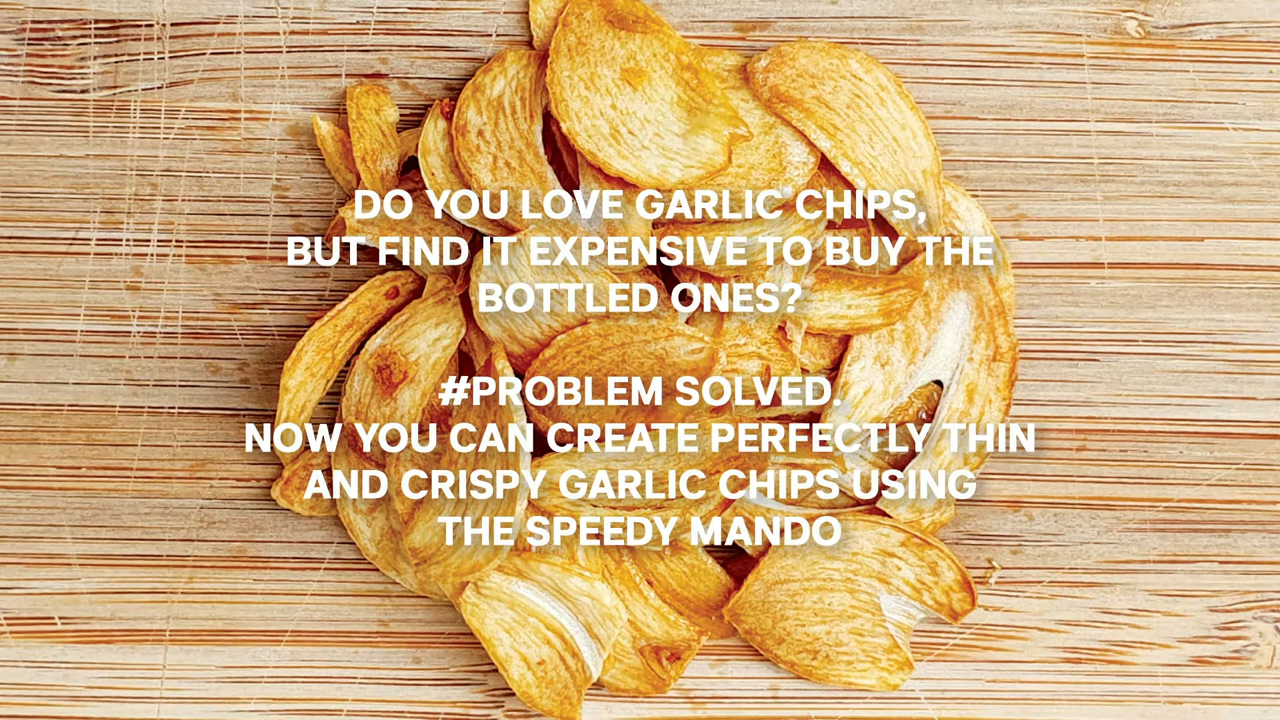 DO YOU LOVE GARLIC CHIPS,
BUT FIND IT EXPENSIVE TO BUY THE
BOTTLED ONES?
#PROBLEM SOLVED.
NOW YOU CAN CREATE PERFECTLY THIN
AND CRISPY GARLIC CHIPS USING
THE SPEEDY MANDO